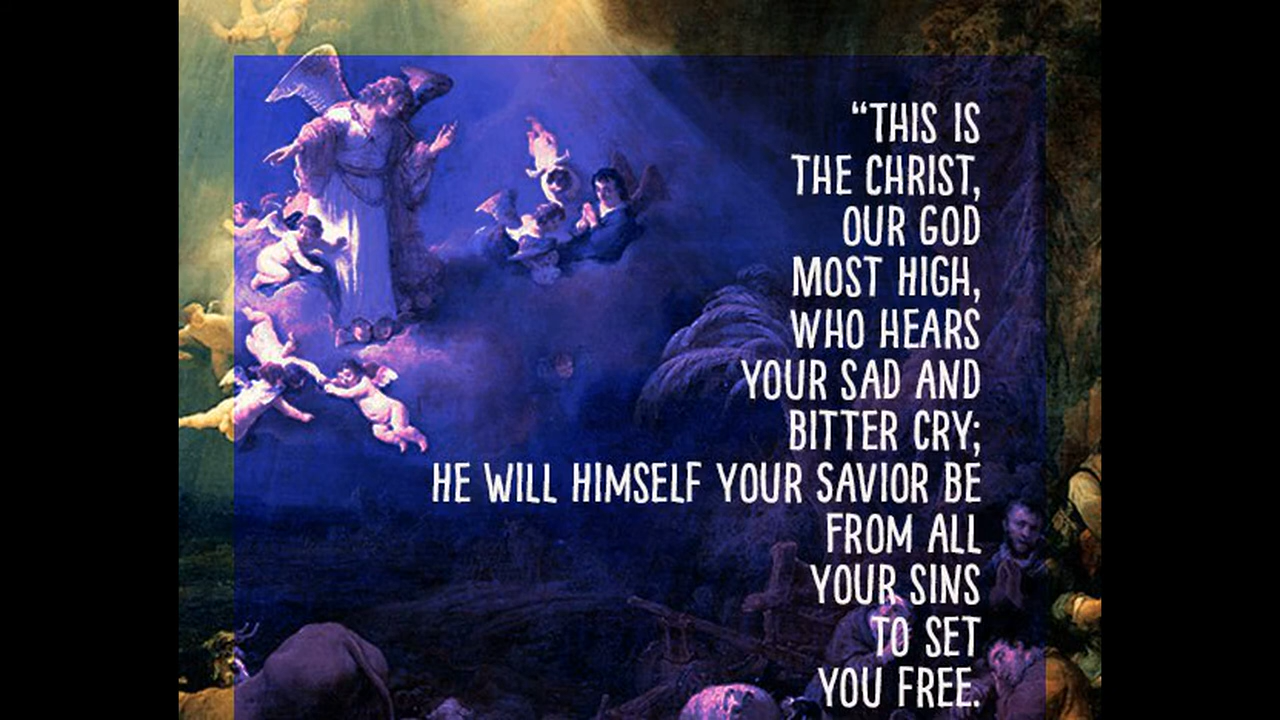 “THIS IS
THE CHRIST,
OUR GOD
MOST HIGH,
WHO HEARS
YOUR SAD AND
BITTER CRY;
HE WILL HIMSELF YOUR SAVIOR BE
FROM ALL
YOUR SINS
TO SET
YOU FREE.